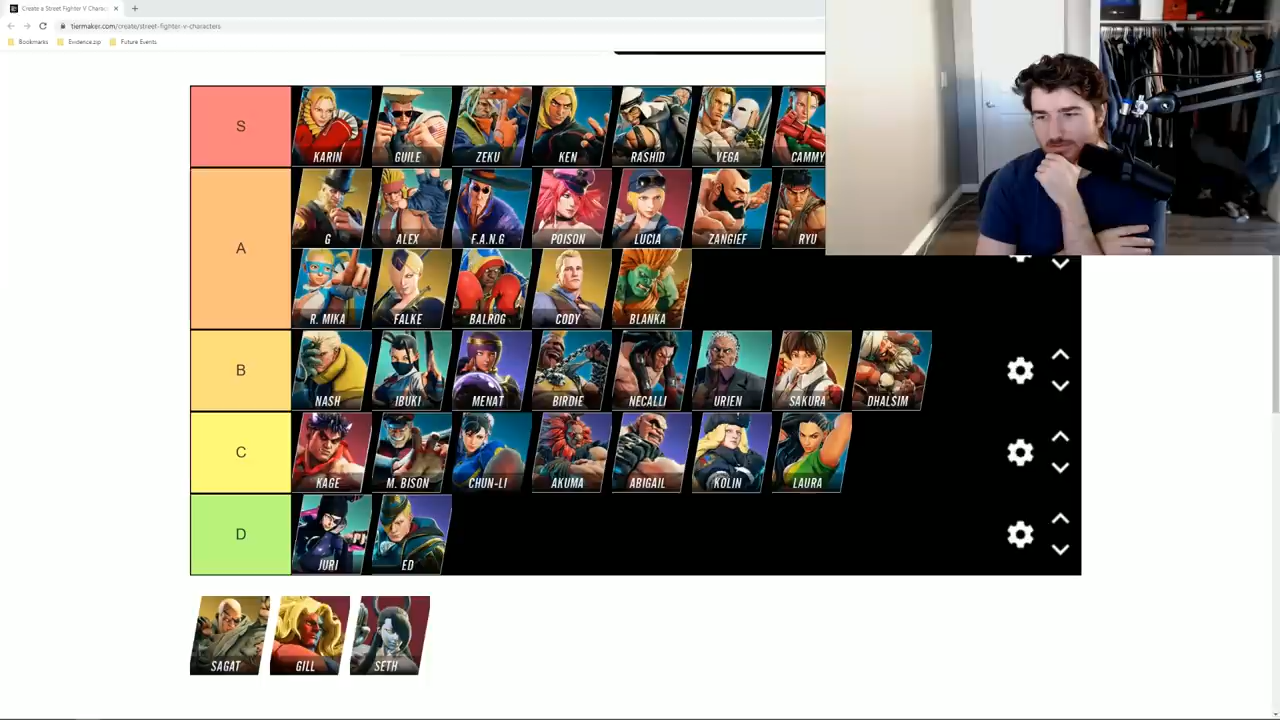 Create a Street Fighter V Charac
tiermaker.com/create/street-fighter-v-characters
Bookmarks Evidence.zip Future Events
S
KARIN GUILE ZEKU KEN RASHID VEGA CAMMY
A
G ALEX F.A.N.G POISON LUCIA ZANGIEF RYU
R. MIKA FALKE BALROG CODY BLANKA
B
NASH IBUKI MENAT BIRDIE NECALLI URIEN SAKURA DHALSIM
C
KAGE M. BISON CHUN-LI AKUMA ABIGAIL KOLIN LAURA
D
JURI ED
SAGAT GILL SETH